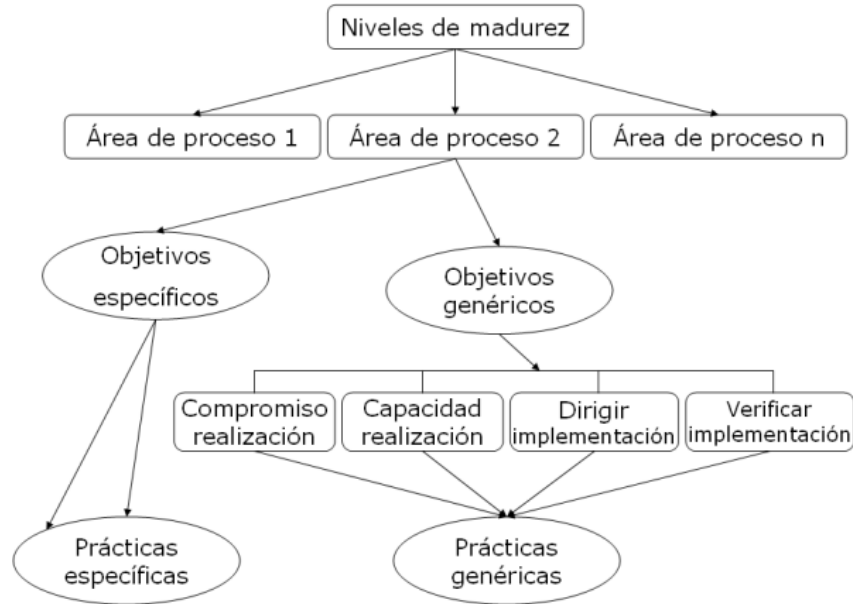 Niveles de madurez
Área de proceso 1
Área de proceso 2
Área de proceso n
Objetivos
específicos
Objetivos
genéricos
Compromiso
realización
Capacidad
realización
Dirigir
implementación
Verificar
implementación
Prácticas
específicas
Prácticas
genéricas